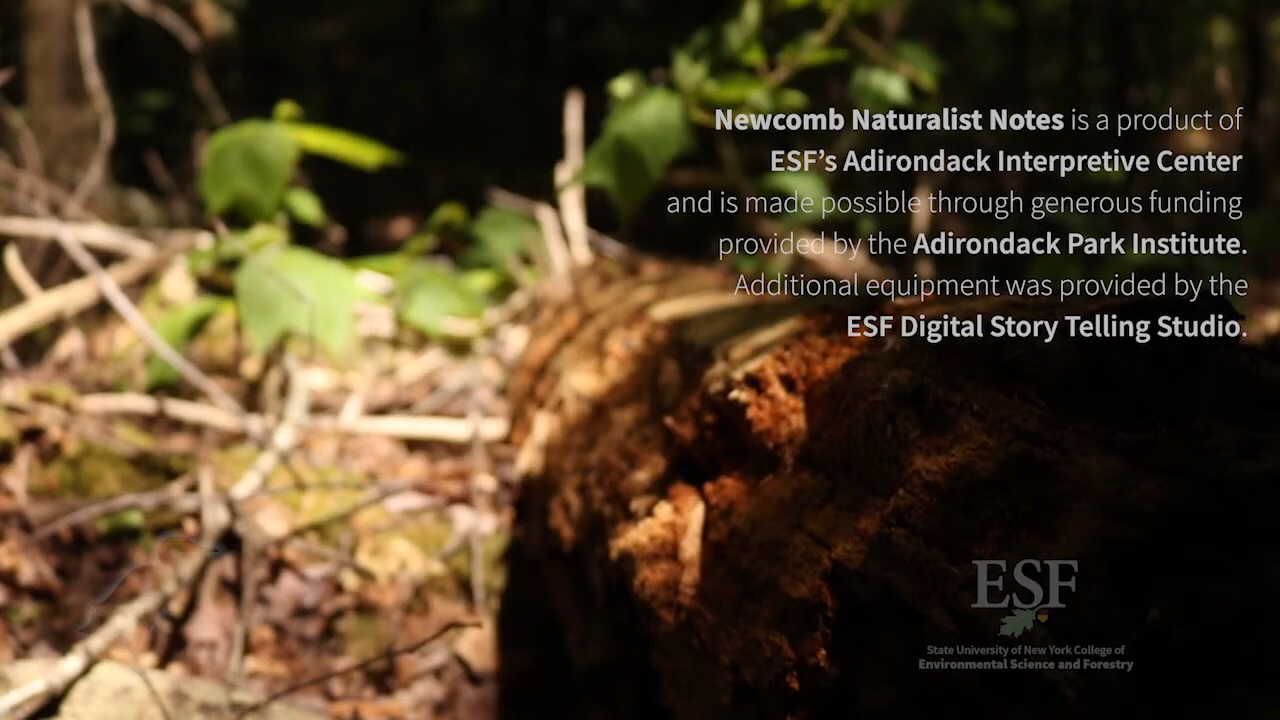 Newcomb Naturalist Notes is a product of
ESF’s Adirondack Interpretive Center
and is made possible through generous funding
provided by the Adirondack Park Institute.
Additional equipment was provided by the
ESF Digital Story Telling Studio.
ESF
State University of New York College of
Environmental Science and Forestry